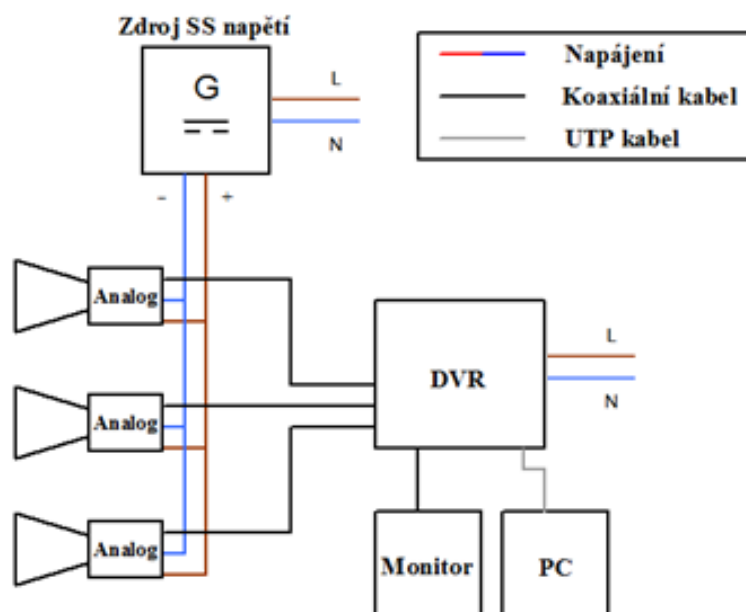 Zdroj SS napětí
G
L
N
- +
Napájení
Koaxiální kabel
UTP kabel
Analog
Analog
Analog
DVR
L
N
Monitor
PC